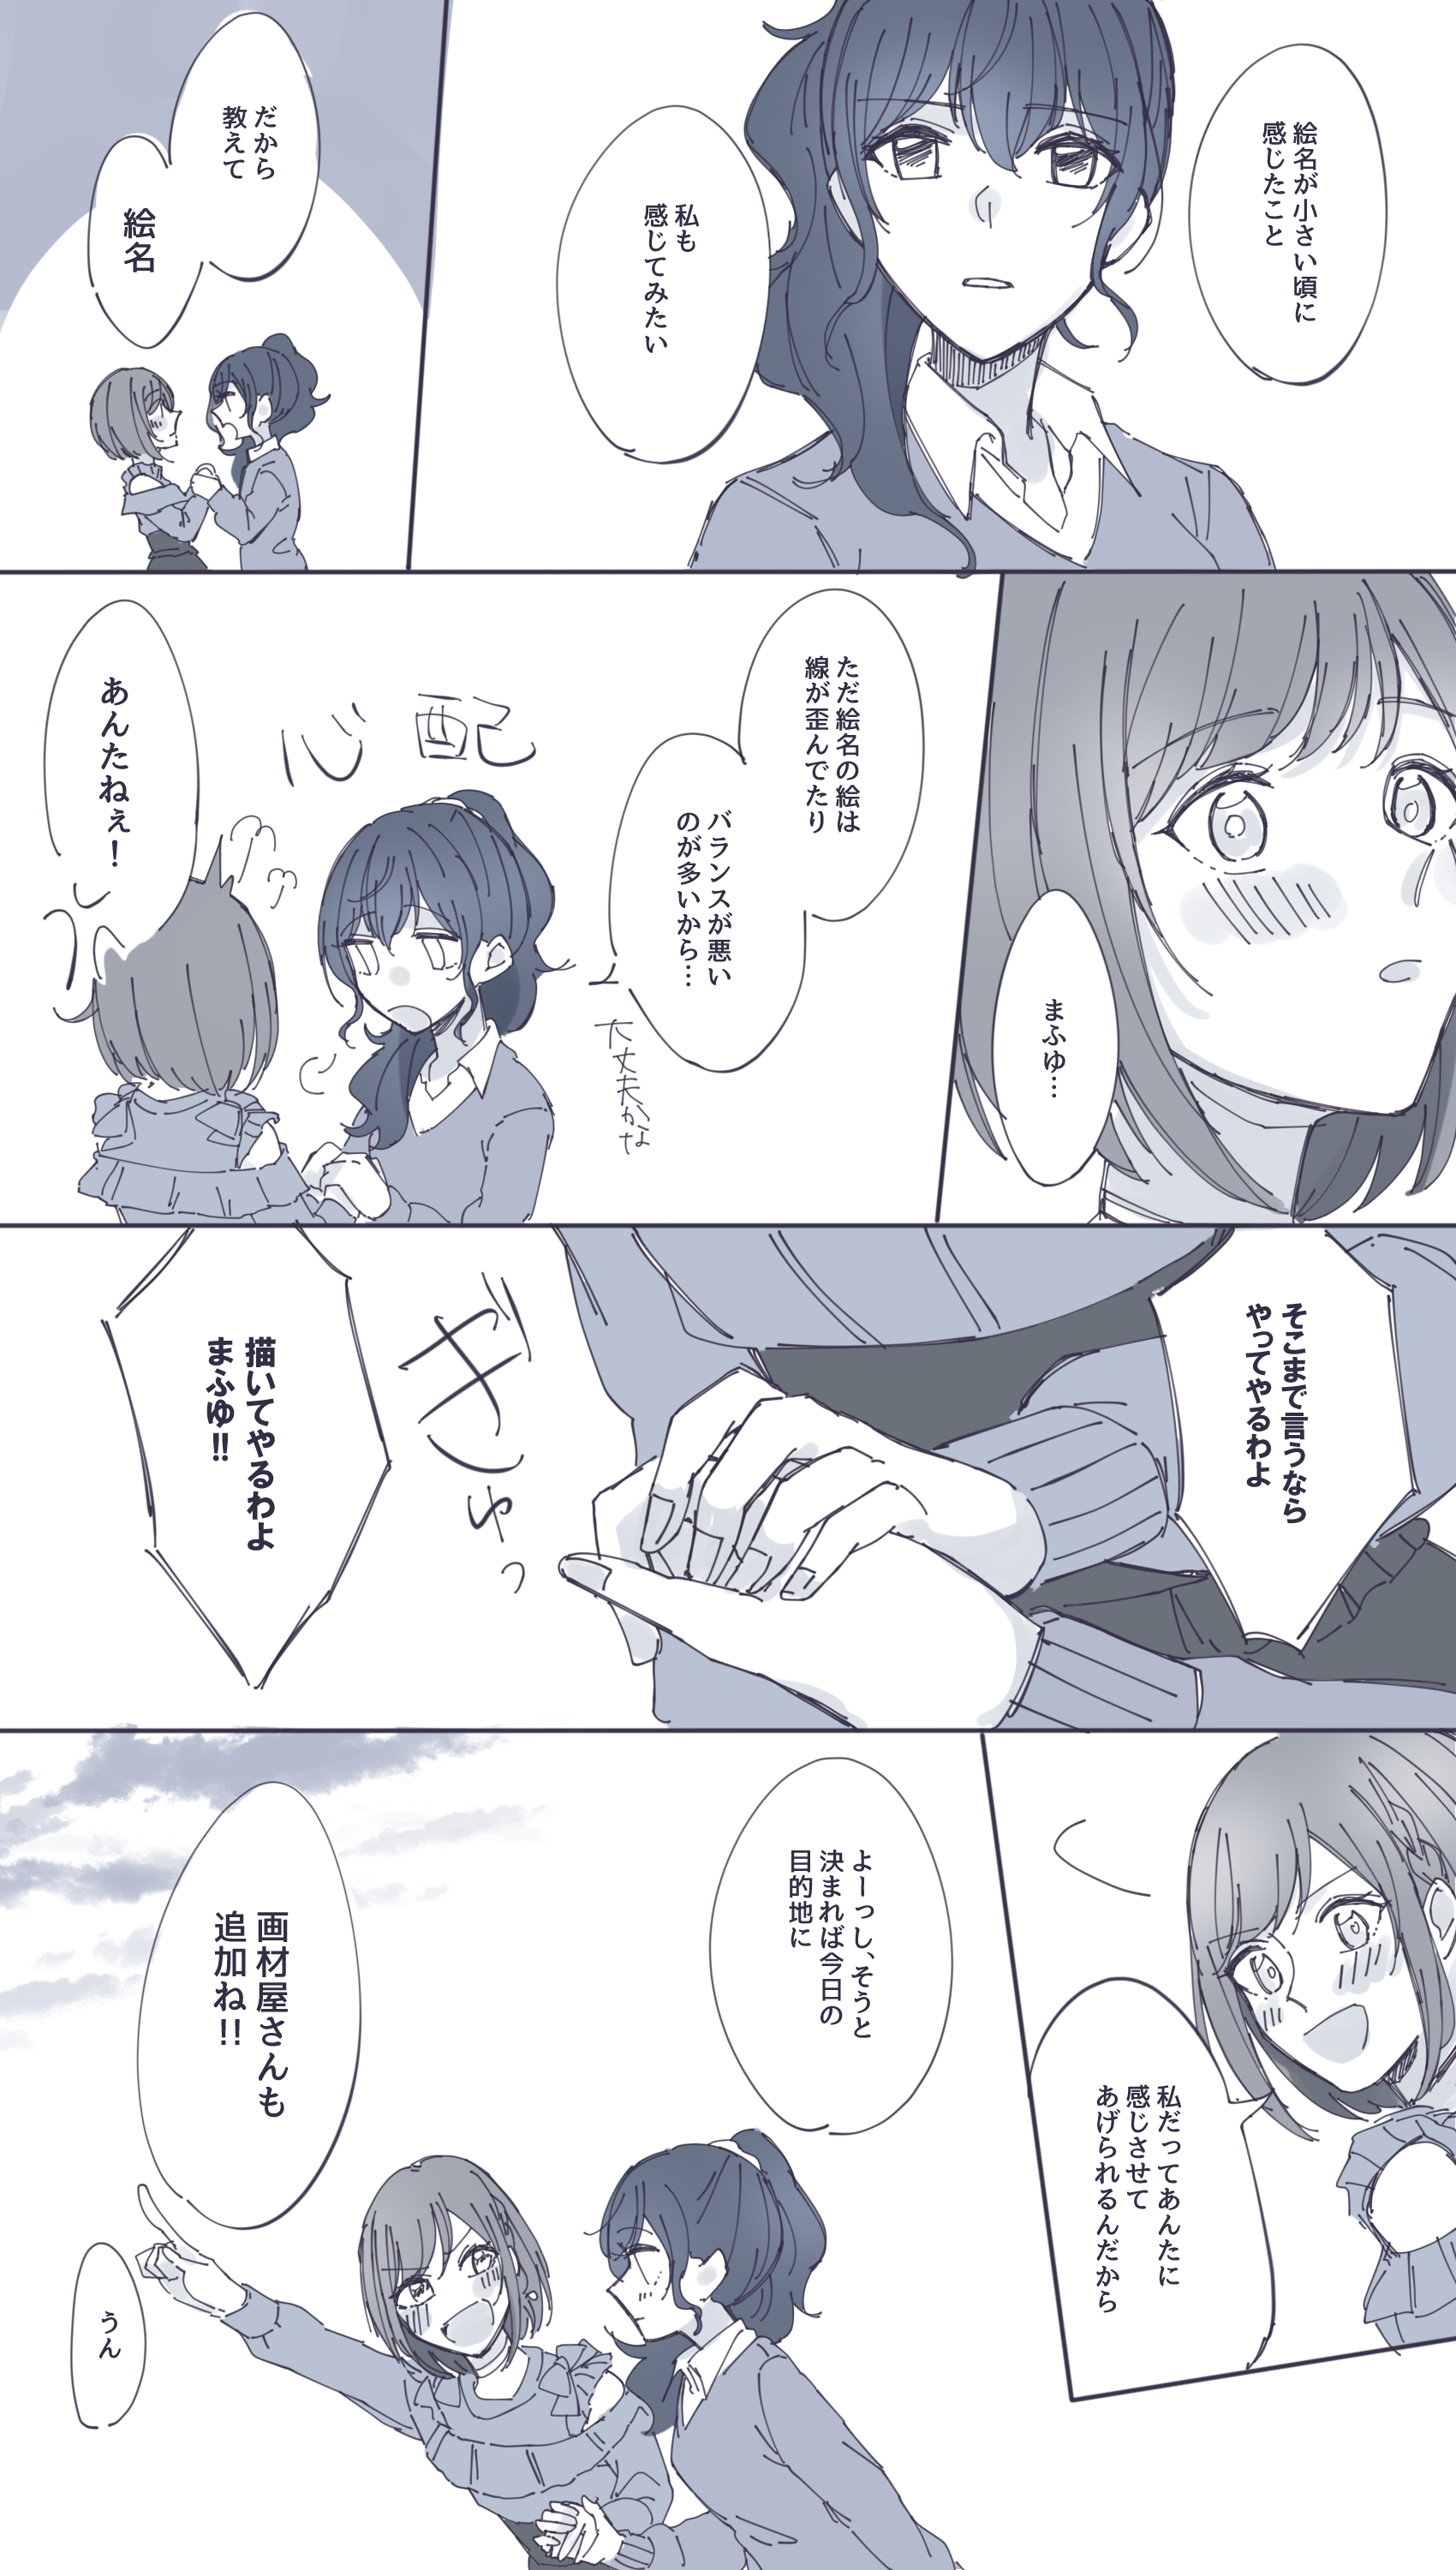 絵名が小さい頃に
感じたこと
私も
感じてみたい
だから
教えて
絵名
まふゆ…
ただ絵名の絵は
線が歪んでたり
バランスが悪い
のが多いから…
大丈夫かな
心配
あんたねぇ！
そこまで言うなら
やってやるわよ
ぎゅっ
描いてやるわよ
まふゆ!!
私だってあんたに
感じさせて
あげられるんだから
よーっし、そうと
決まれば今日の
目的地に
画材屋さんも
追加ね!!
うん